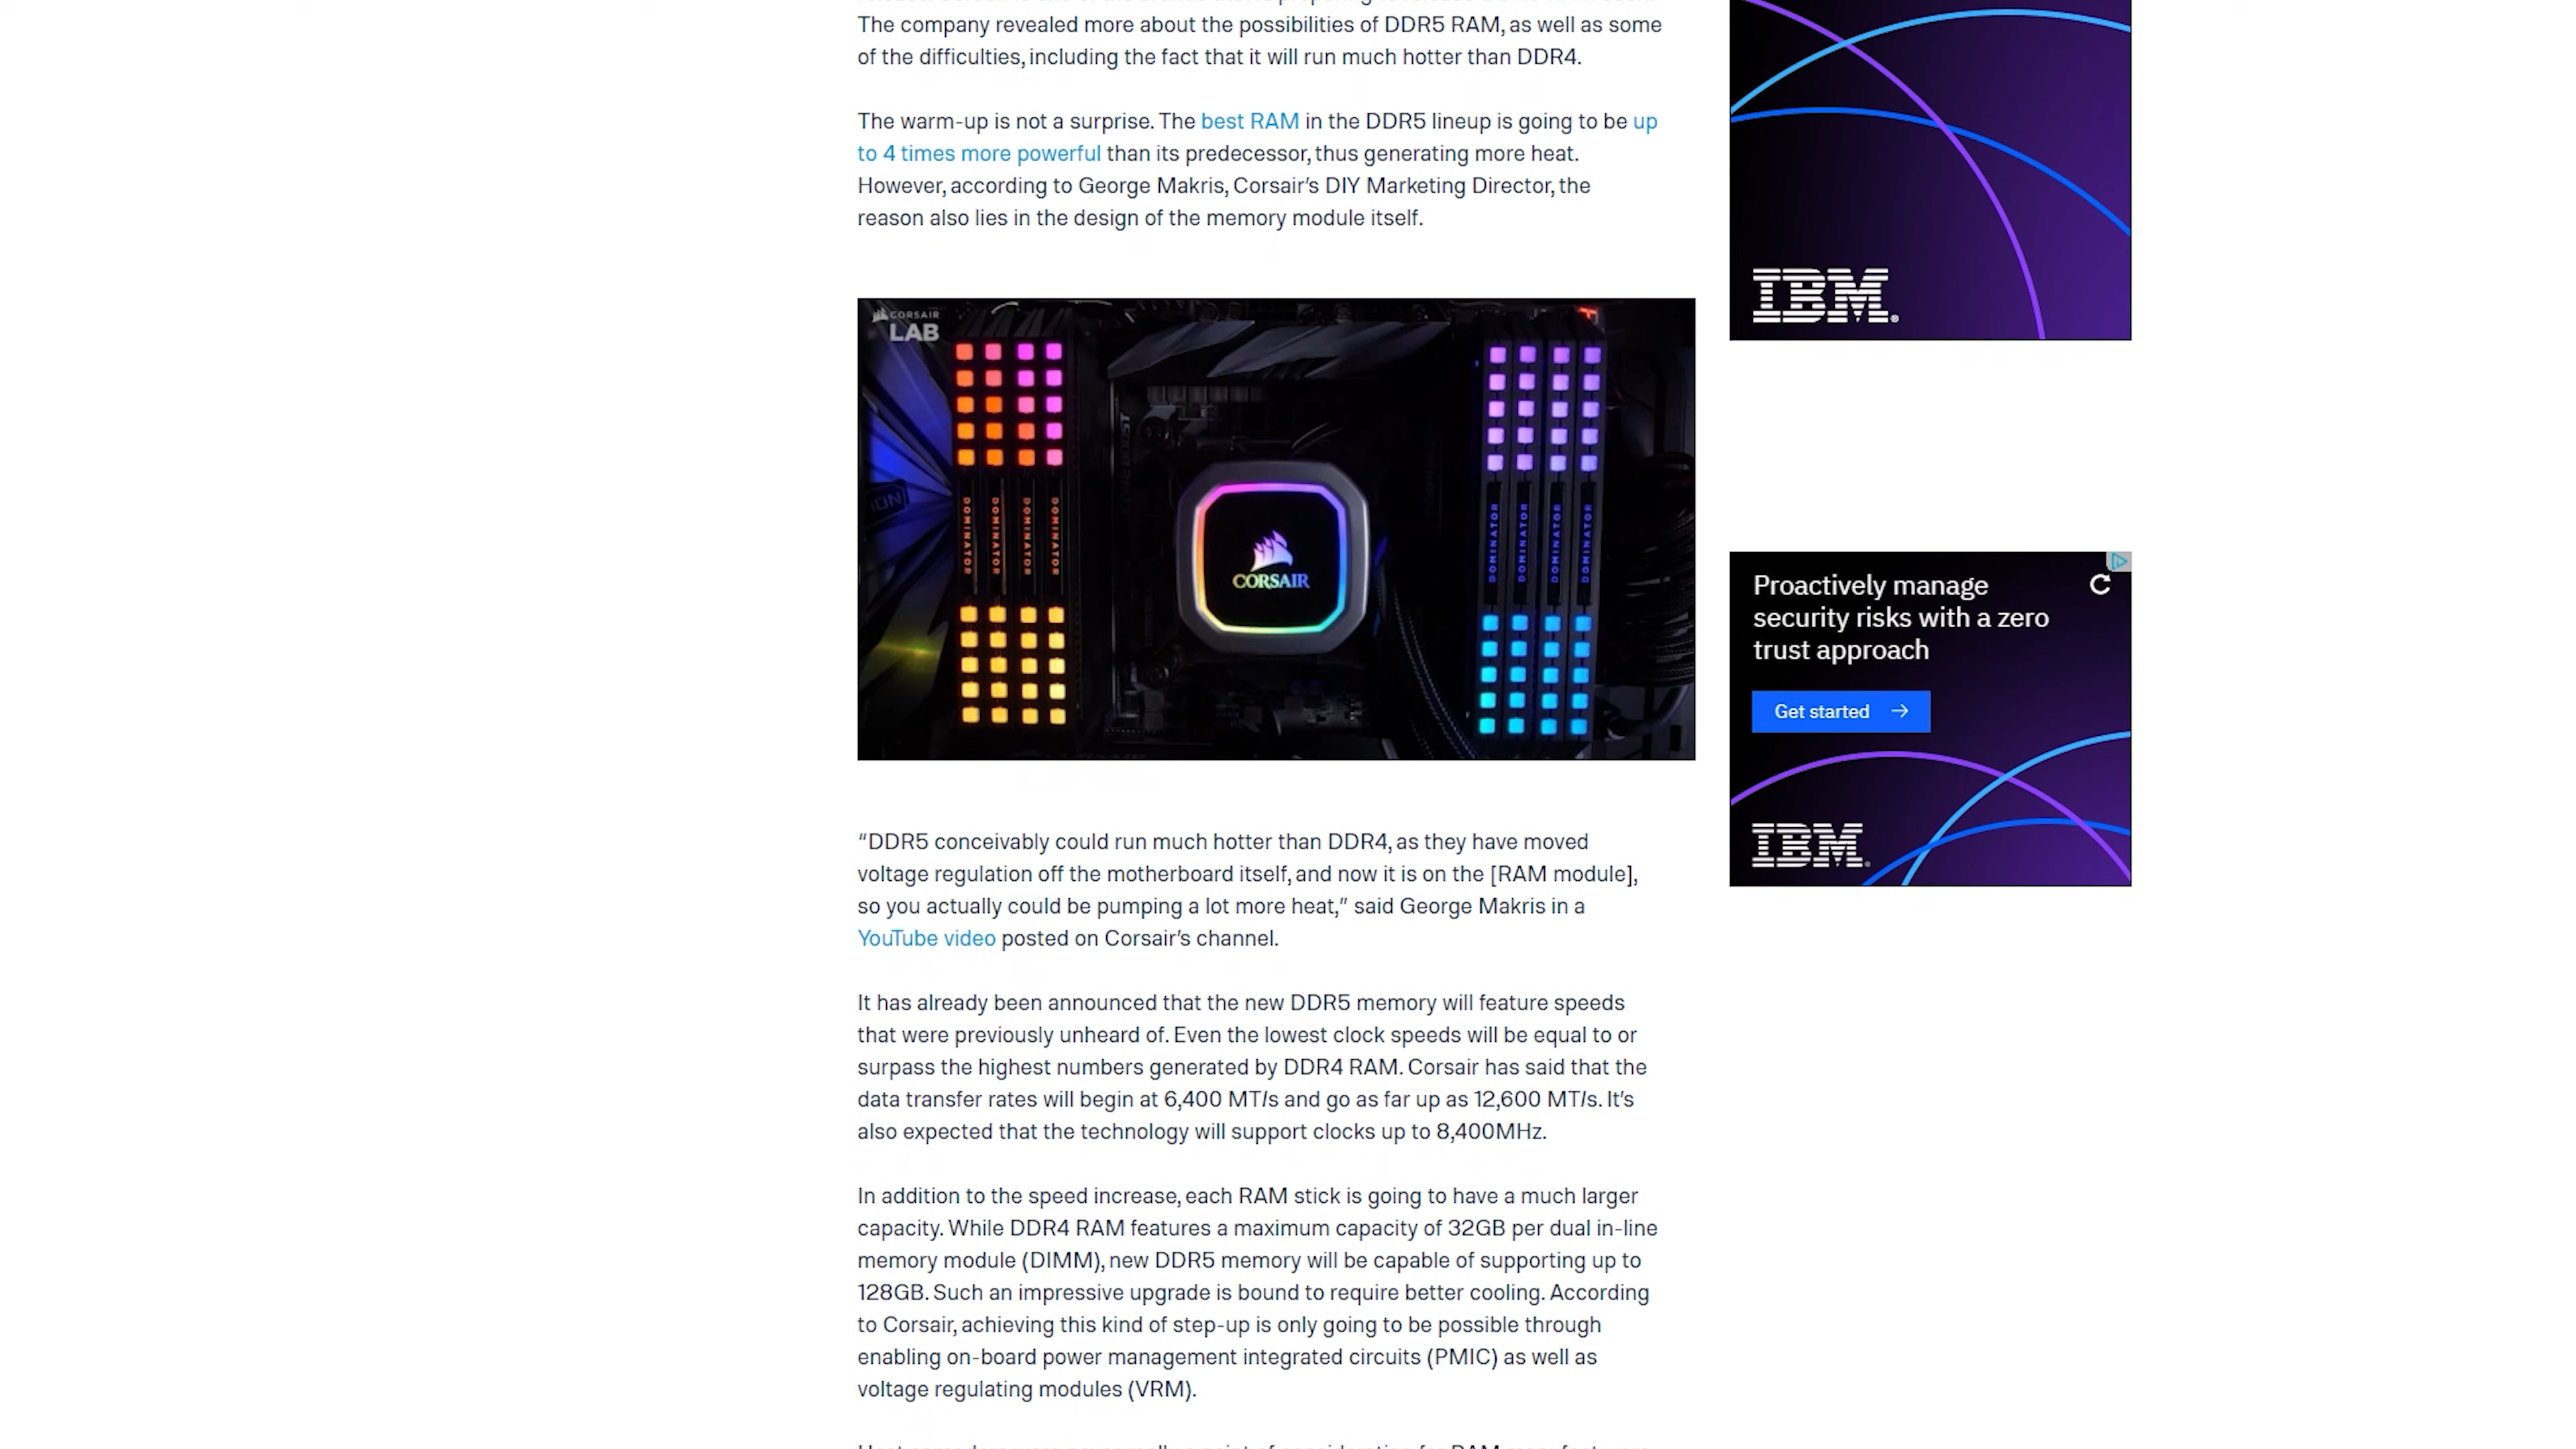 The company revealed more about the possibilities of DDR5 RAM, as well as some
of the difficulties, including the fact that it will run much hotter than DDR4.
The warm-up is not a surprise. The best RAM in the DDR5 lineup is going to be up
to 4 times more powerful than its predecessor, thus generating more heat.
However, according to George Makris, Corsair's DIY Marketing Director, the
reason also lies in the design of the memory module itself.
IBM
CORSAIR
LAB
DOMINATOR
DOMINATOR
DOMINATOR
DOMINATOR
CORSAIR
DOMINATOR
DOMINATOR
DOMINATOR
DOMINATOR
Proactively manage
security risks with a zero
trust approach
Get started →
IBM
“DDR5 conceivably could run much hotter than DDR4, as they have moved
voltage regulation off the motherboard itself, and now it is on the [RAM module],
so you actually could be pumping a lot more heat,” said George Makris in a
YouTube video posted on Corsair's channel.
It has already been announced that the new DDR5 memory will feature speeds
that were previously unheard of. Even the lowest clock speeds will be equal to or
surpass the highest numbers generated by DDR4 RAM. Corsair has said that the
data transfer rates will begin at 6,400 MT/s and go as far up as 12,600 MT/s. It's
also expected that the technology will support clocks up to 8,400MHz.
In addition to the speed increase, each RAM stick is going to have a much larger
capacity. While DDR4 RAM features a maximum capacity of 32GB per dual in-line
memory module (DIMM), new DDR5 memory will be capable of supporting up to
128GB. Such an impressive upgrade is bound to require better cooling. According
to Corsair, achieving this kind of step-up is only going to be possible through
enabling on-board power management integrated circuits (PMIC) as well as
voltage regulating modules (VRM).